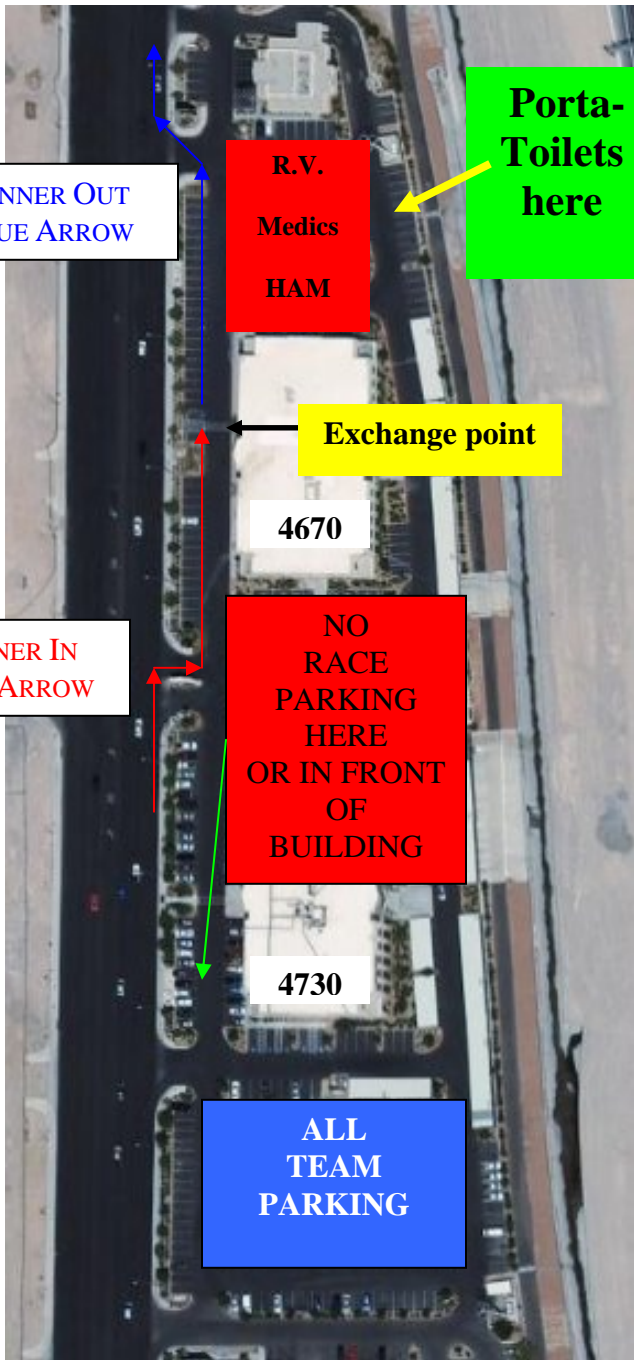 Porta-
Toilets
here
R.V.
Medics
HAM
NNER OUT
UE ARROW
Exchange point
4670
NER IN
ARROW
NO
RACE
PARKING
HERE
OR IN FRONT
OF
BUILDING
4730
ALL
TEAM
PARKING